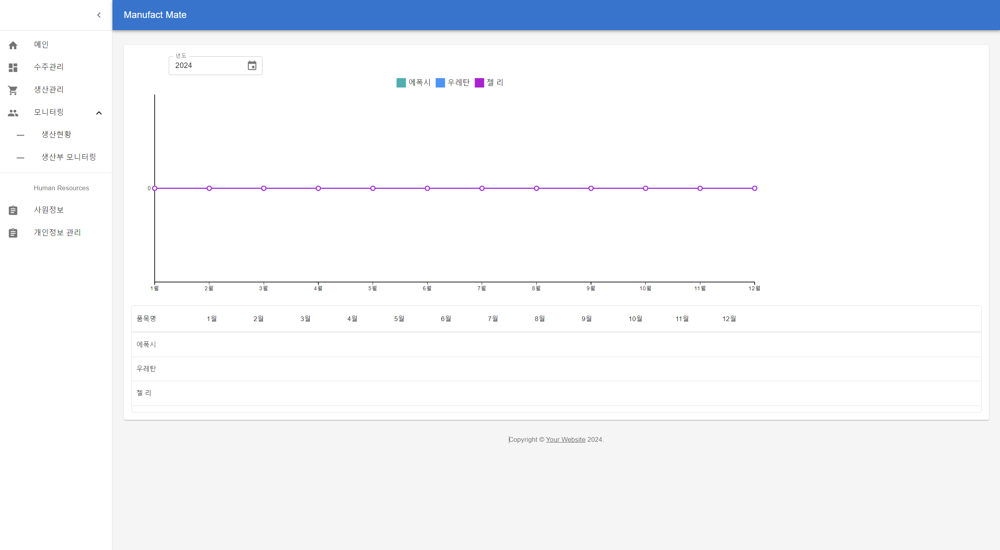 Manufact Mate
메인
수주관리
생산관리
모니터링
생산현황
생산부 모니터링
Human Resources
사원정보
개인정보 관리
년도
2024
에폭시 우레탄 젤 리
0
1월 2월 3월 4월 5월 6월 7월 8월 9월 10월 11월 12월
품목명 1월 2월 3월 4월 5월 6월 7월 8월 9월 10월 11월 12월
에폭시
우레탄
젤 리
Copyright © Your Website 2024.